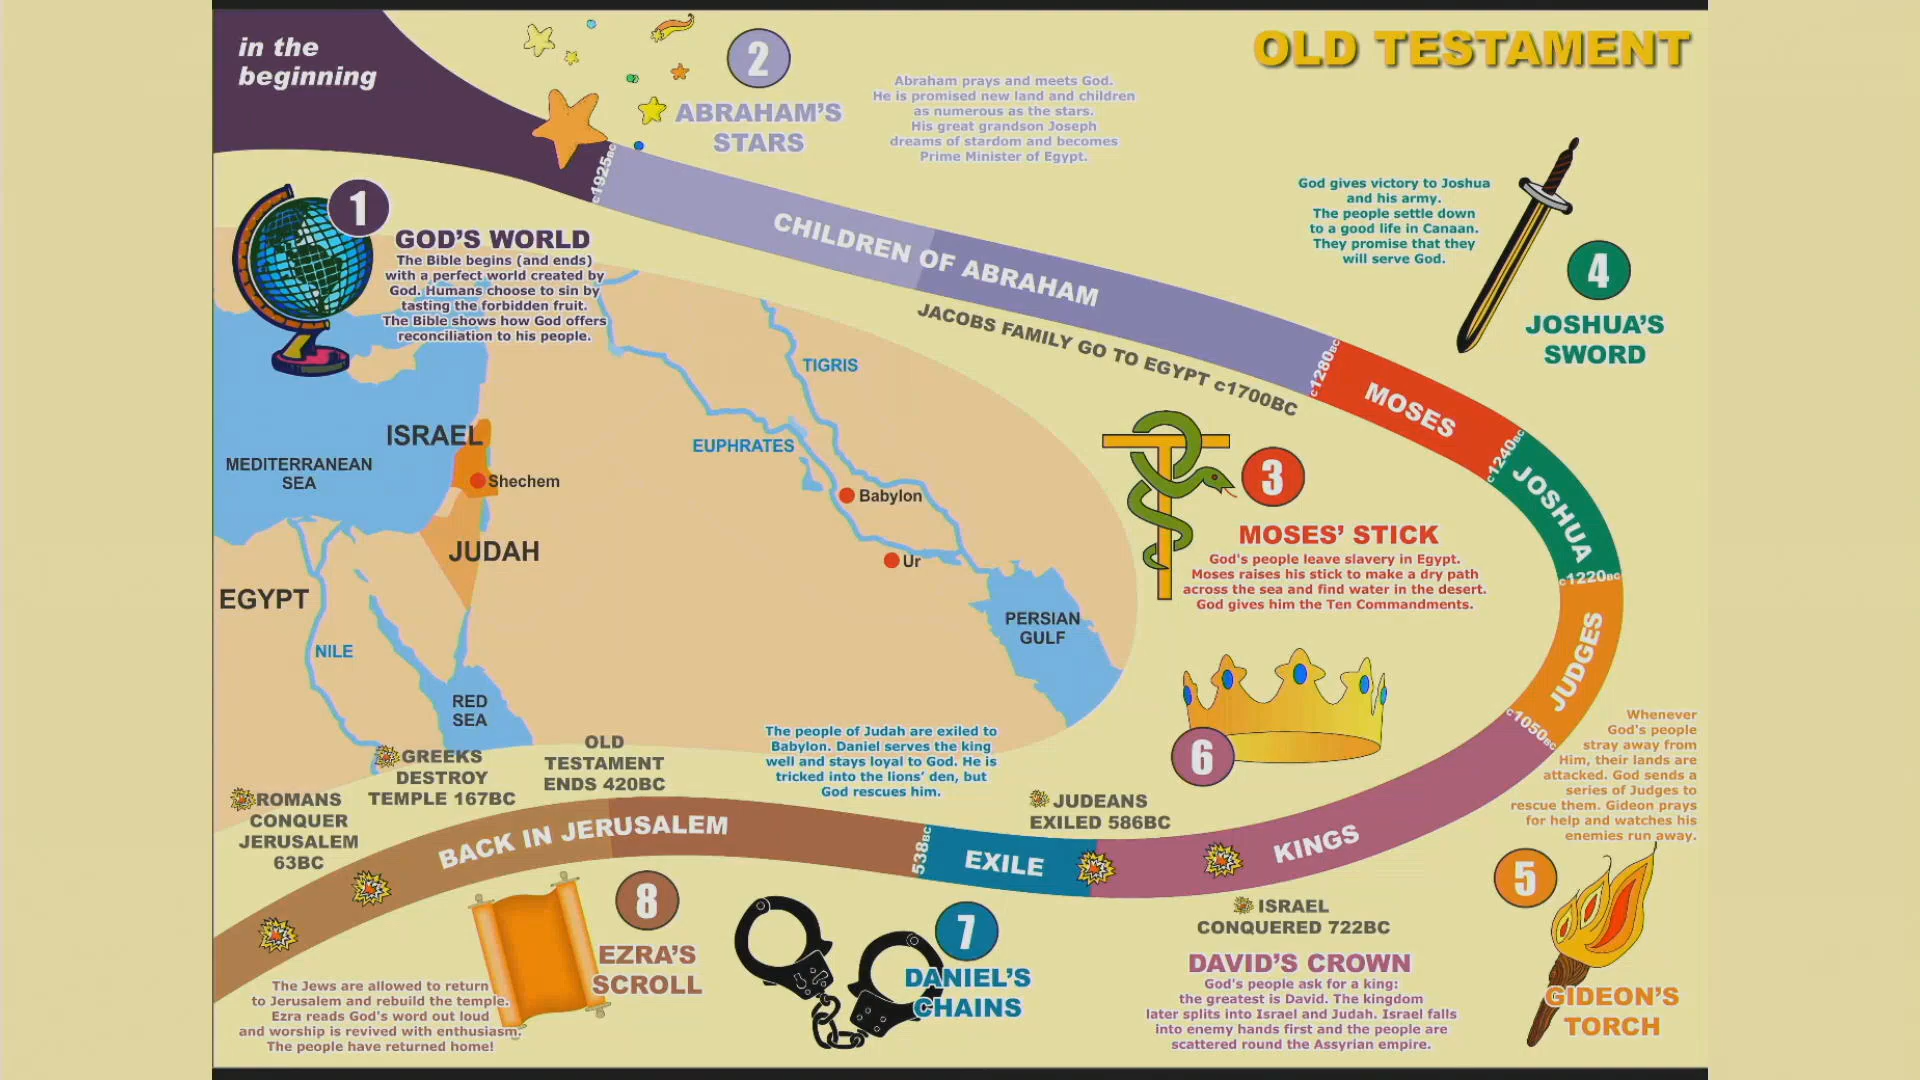 in the
beginning
OLD TESTAMENT
2
ABRAHAM'S
STARS
Abraham prays and meets God.
He is promised new land and children
as numerous as the stars.
His great grandson Joseph
dreams of stardom and becomes
Prime Minister of Egypt.
c1925BC
1
GOD'S WORLD
The Bible begins (and ends)
with a perfect world created by
God. Humans choose to sin by
tasting the forbidden fruit.
The Bible shows how God offers
reconciliation to his people.
CHILDREN OF ABRAHAM
JACOBS FAMILY GO TO EGYPT c1700BC
God gives victory to Joshua
and his army.
The people settle down
to a good life in Canaan.
They promise that they
will serve God.
4
JOSHUA'S
SWORD
c1280BC
MOSES
c1240BC
JOSHUA
c1220BC
JUDGES
c1050BC
TIGRIS
EUPHRATES
ISRAEL
MEDITERRANEAN
SEA
Shechem
Babylon
JUDAH
Ur
EGYPT
PERSIAN
GULF
NILE
RED
SEA
3
MOSES' STICK
God's people leave slavery in Egypt.
Moses raises his stick to make a dry path
across the sea and find water in the desert.
God gives him the Ten Commandments.
6
Whenever
God's people
stray away from
Him, their lands are
attacked. God sends a
series of Judges to
rescue them. Gideon prays
for help and watches his
enemies run away.
5
GIDEON'S
TORCH
KINGS
ISRAEL
CONQUERED 722BC
DAVID'S CROWN
God's people ask for a king:
the greatest is David. The kingdom
later splits into Israel and Judah. Israel falls
into enemy hands first and the people are
scattered round the Assyrian empire.
JUDEANS
EXILED 586BC
The people of Judah are exiled to
Babylon. Daniel serves the king
well and stays loyal to God. He is
tricked into the lions' den, but
God rescues him.
EXILE
538BC
7
DANIEL'S
CHAINS
OLD
TESTAMENT
ENDS 420BC
GREEKS
DESTROY
TEMPLE 167BC
ROMANS
CONQUER
JERUSALEM
63BC
BACK IN JERUSALEM
8
EZRA'S
SCROLL
The Jews are allowed to return
to Jerusalem and rebuild the temple.
Ezra reads God's word out loud
and worship is revived with enthusiasm.
The people have returned home!